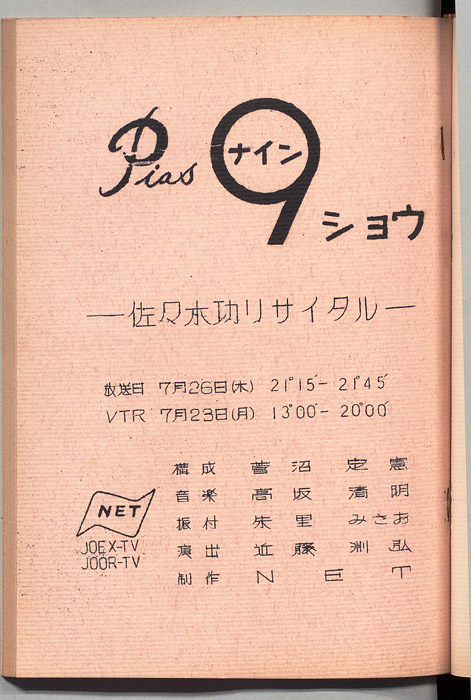 Pias 9 ナイン ショウ
―佐々木功リサイタル―
放送日 7月26日(木) 21°15′- 21°45′
VTR 7月23日(月) 13°00′- 20°00′
構成 菅沼 定憲
音楽 高坂 清明
振付 朱里 みさお
演出 近藤 洲弘
制作 NET
NET
JOEX-TV
JOOR-TV